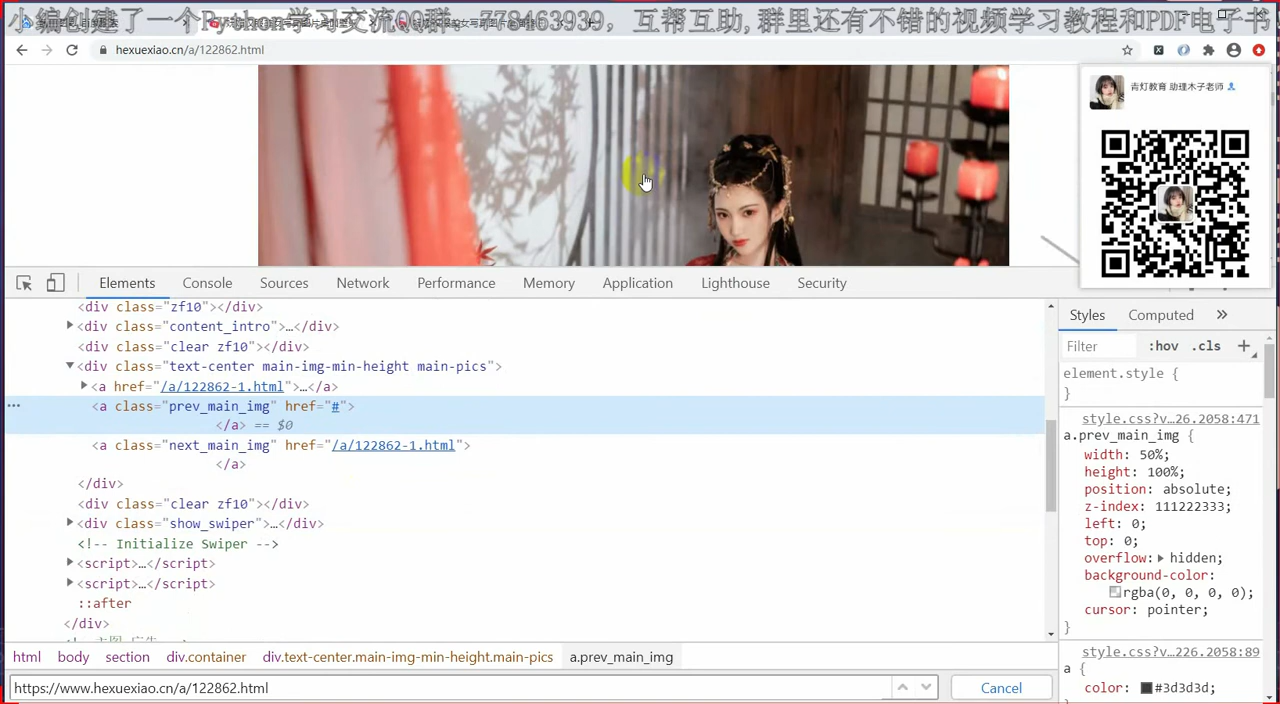 小编创建了一个Python学习交流QQ群：778463939，互帮互助,群里还有不错的视频学习教程和PDF电子书
hexuexiao.cn/a/122862.html
青灯教育 助理木子老师
Elements Console Sources Network Performance Memory Application Lighthouse Security
<div class="zf10"></div>
<div class="content_intro">…</div>
<div class="clear zf10"></div>
<div class="text-center main-img-min-height main-pics">
<a href="/a/122862-1.html">…</a>
<a class="prev_main_img" href="#">
</a> == $0
<a class="next_main_img" href="/a/122862-1.html">
</a>
</div>
<div class="clear zf10"></div>
<div class="show_swiper">…</div>
<!-- Initialize Swiper -->
<script>…</script>
<script>…</script>
::after
</div>
html body section div.container div.text-center.main-img-min-height.main-pics a.prev_main_img
https://www.hexuexiao.cn/a/122862.html
Cancel
Styles Computed »
Filter :hov .cls +
element.style {
}
style.css?v…26.2058:471
a.prev_main_img {
width: 50%;
height: 100%;
position: absolute;
z-index: 111222333;
left: 0;
top: 0;
overflow: hidden;
background-color:
rgba(0, 0, 0, 0);
cursor: pointer;
}
style.css?v…226.2058:89
a {
color: #3d3d3d;